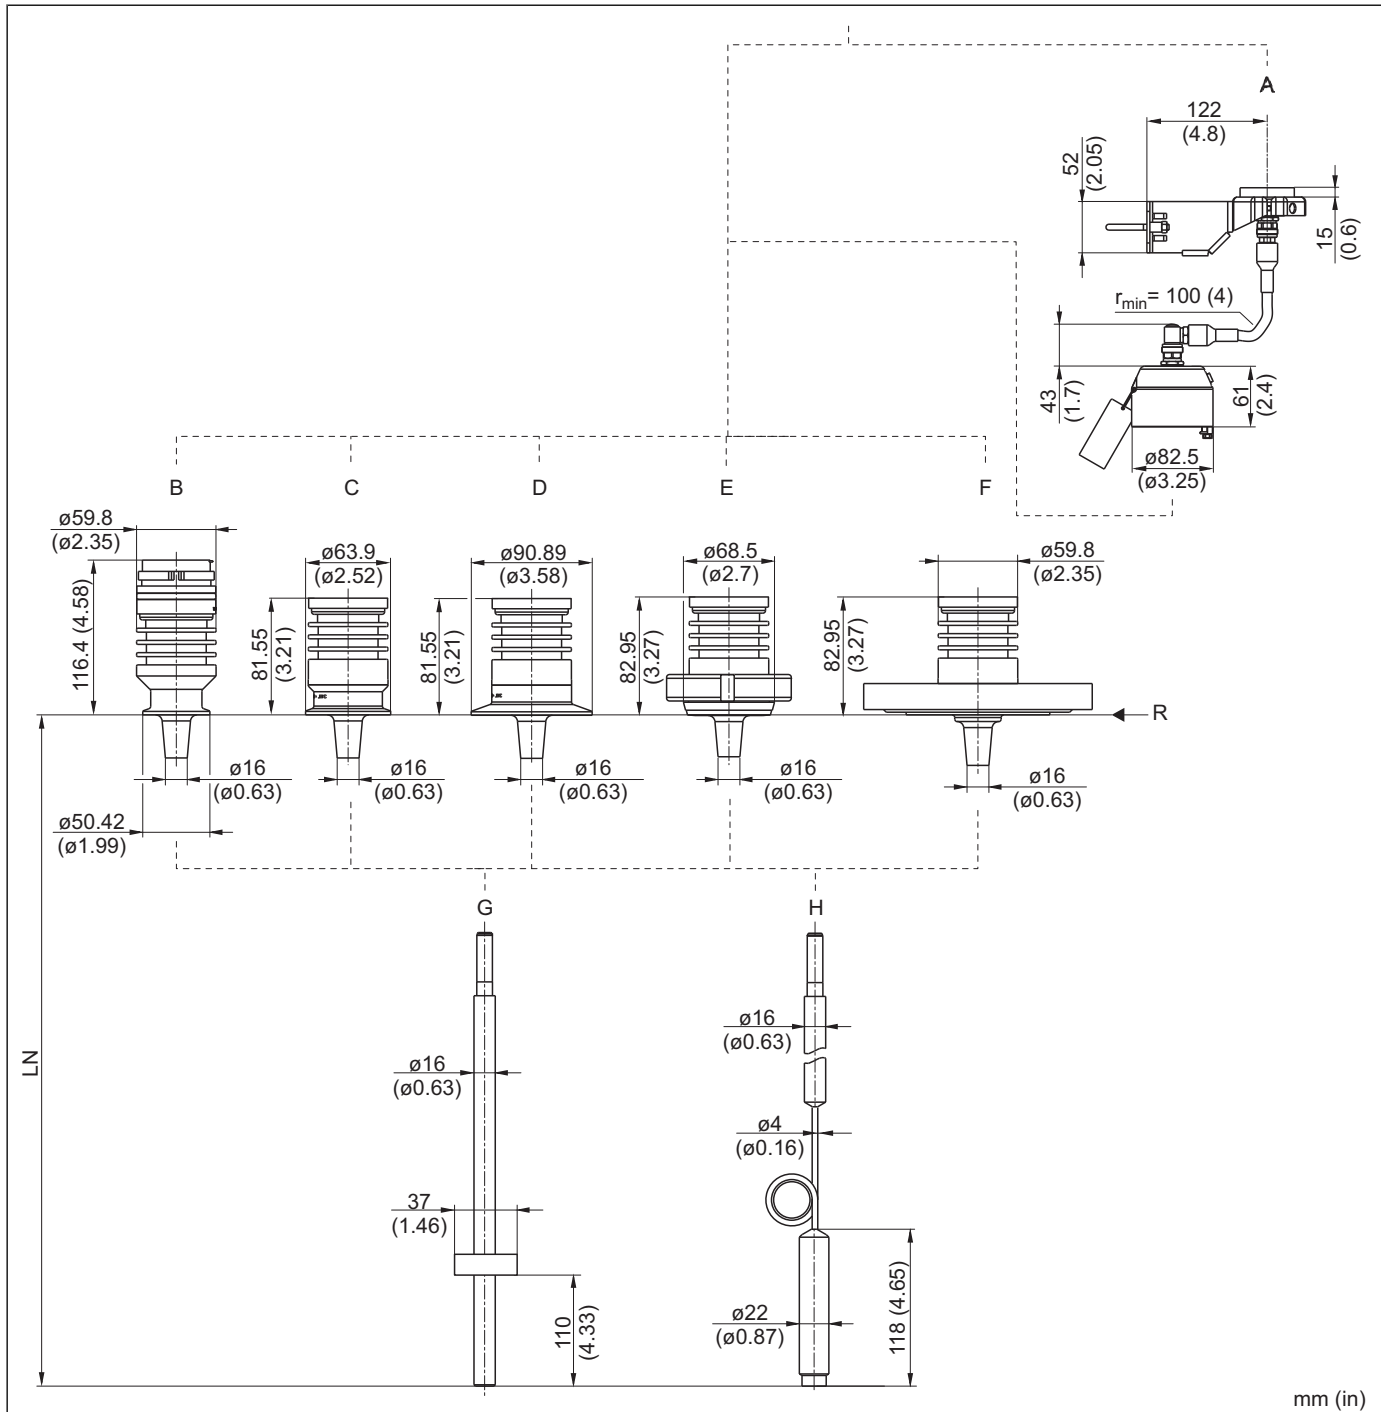 A
122
(4.8)
52
(2.05)
15
(0.6)
rmin= 100 (4)
43
(1.7)
61
(2.4)
ø82.5
(ø3.25)
B
C
D
E
F
ø59.8
(ø2.35)
116.4 (4.58)
ø63.9
(ø2.52)
81.55
(3.21)
ø90.89
(ø3.58)
81.55
(3.21)
ø68.5
(ø2.7)
82.95
(3.27)
ø59.8
(ø2.35)
82.95
(3.27)
R
ø16
(ø0.63)
ø16
(ø0.63)
ø16
(ø0.63)
ø16
(ø0.63)
ø16
(ø0.63)
ø50.42
(ø1.99)
G
H
LN
ø16
(ø0.63)
37
(1.46)
110
(4.33)
ø16
(ø0.63)
ø4
(ø0.16)
ø22
(ø0.87)
118 (4.65)
mm (in)